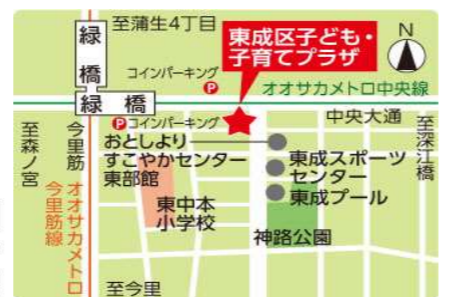 至蒲生4丁目
緑橋
東成区子ども・
子育てプラザ
N
コインパーキング
P
オオサカメトロ中央線
緑橋
中央大通
Pコインパーキング
至森ノ宮
今里筋
オオサカメトロ
今里筋線
おとしより
すこやかセンター
東部館
東成スポーツ
センター
東成プール
至深江橋
東中本
小学校
神路公園
至今里